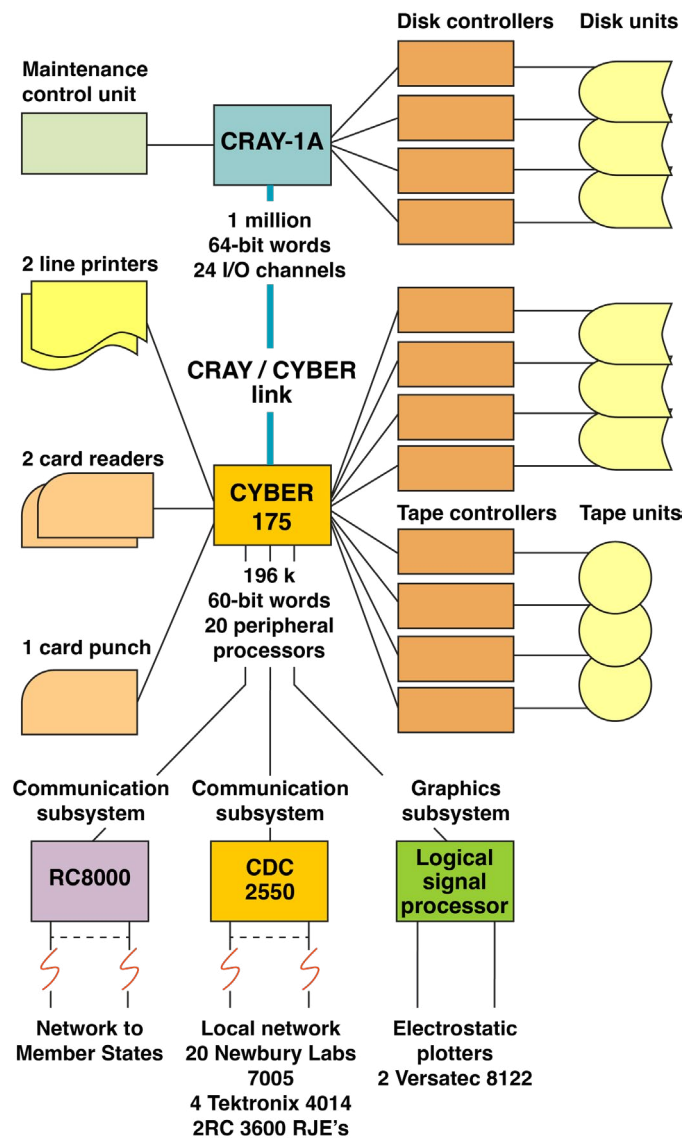 Disk controllers
Disk units
Maintenance
control unit
CRAY-1A
1 million
64-bit words
24 I/O channels
2 line printers
CRAY / CYBER
link
2 card readers
CYBER
175
Tape controllers
Tape units
196 k
60-bit words
20 peripheral
processors
1 card punch
Communication
subsystem
Communication
subsystem
Graphics
subsystem
RC8000
CDC
2550
Logical
signal
processor
Network to
Member States
Local network
20 Newbury Labs
7005
4 Tektronix 4014
2RC 3600 RJE's
Electrostatic
plotters
2 Versatec 8122